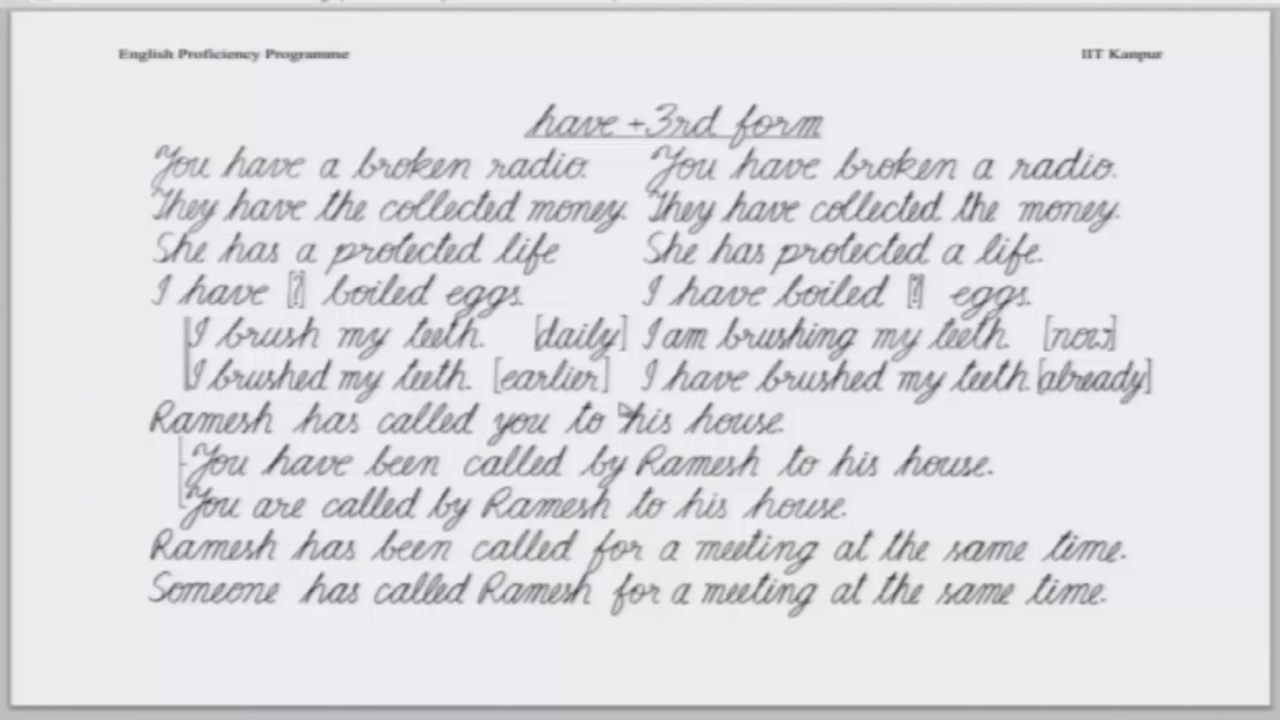 English Proficiency Programme IIT Kanpur
have + 3rd form
You have a broken radio. You have broken a radio.
They have the collected money. They have collected the money.
She has a protected life She has protected a life.
I have [?] boiled eggs. I have boiled [?] eggs.
I brush my teeth. [daily] I am brushing my teeth. [now]
I brushed my teeth. [earlier] I have brushed my teeth. [already]
Ramesh has called you to his house.
You have been called by Ramesh to his house.
You are called by Ramesh to his house.
Ramesh has been called for a meeting at the same time.
Someone has called Ramesh for a meeting at the same time.